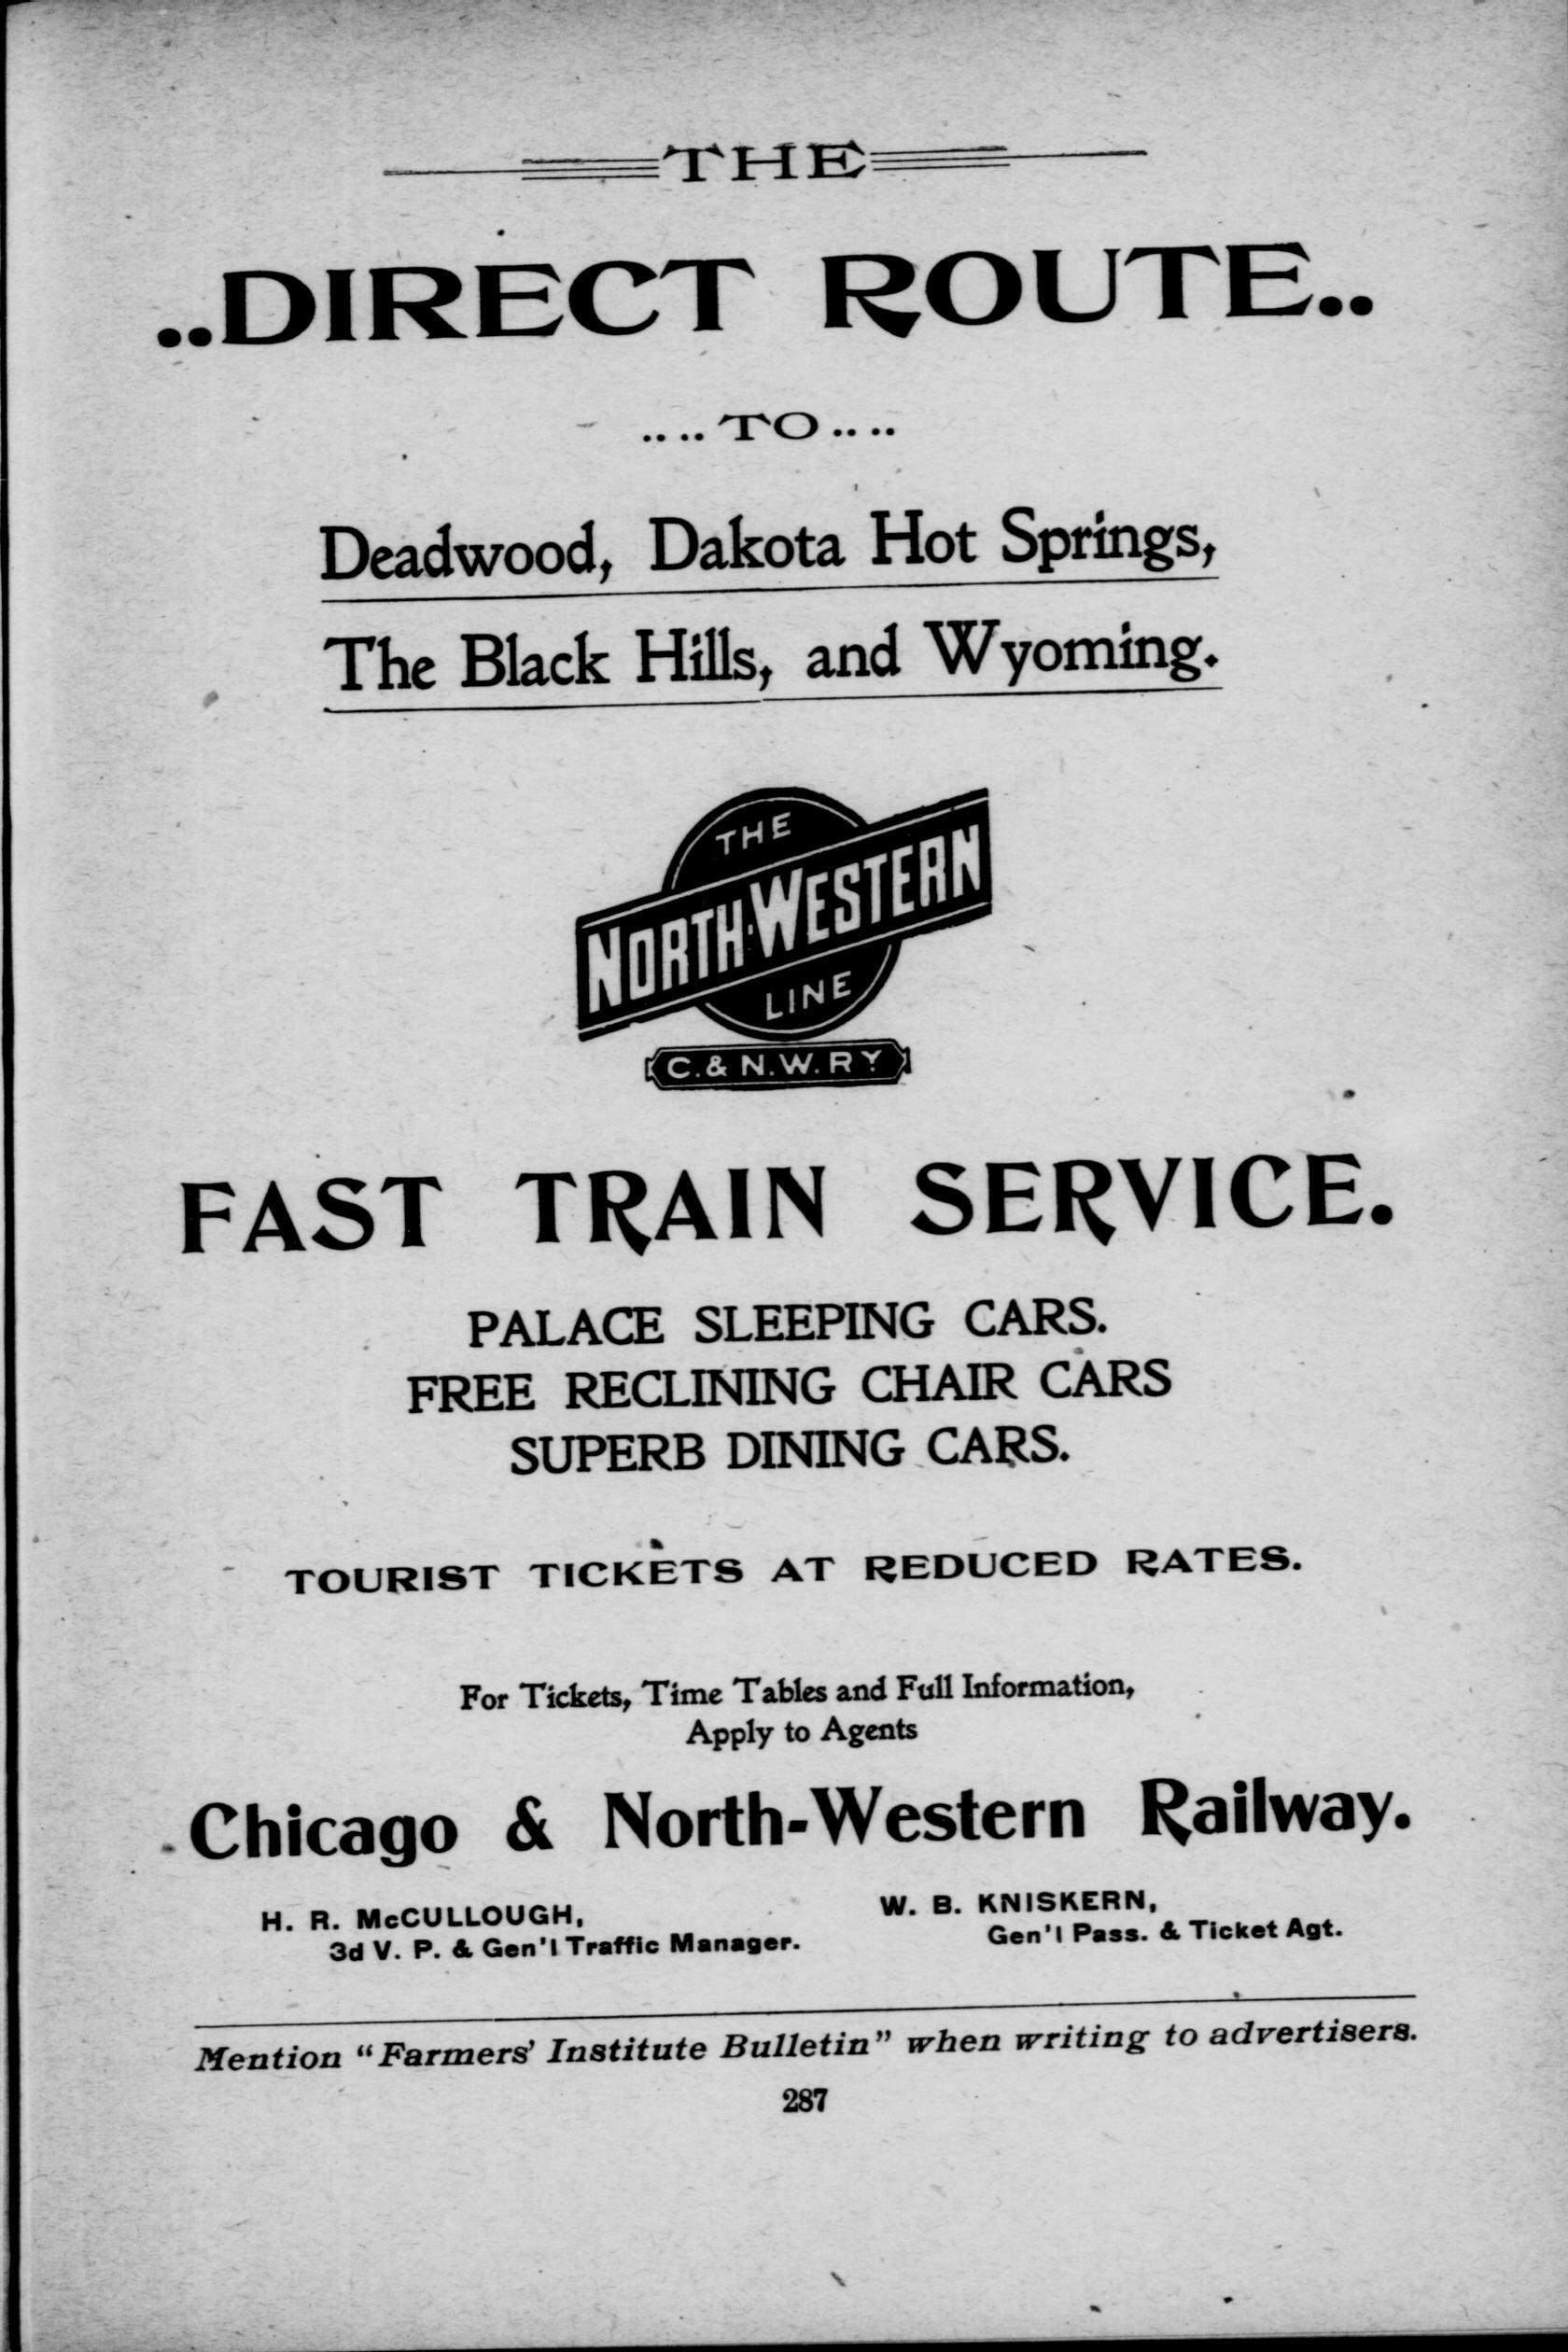 THE
..DIRECT ROUTE..
.... TO ....
Deadwood, Dakota Hot Springs,
The Black Hills, and Wyoming.
THE
NORTH-WESTERN
LINE
C. & N. W. RY.
FAST TRAIN SERVICE.
PALACE SLEEPING CARS.
FREE RECLINING CHAIR CARS
SUPERB DINING CARS.
TOURIST TICKETS AT REDUCED RATES.
For Tickets, Time Tables and Full Information,
Apply to Agents
Chicago & North-Western Railway.
H. R. McCULLOUGH,
3d V. P. & Gen'l Traffic Manager.
W. B. KNISKERN,
Gen'l Pass. & Ticket Agt.
Mention "Farmers' Institute Bulletin" when writing to advertisers.
287